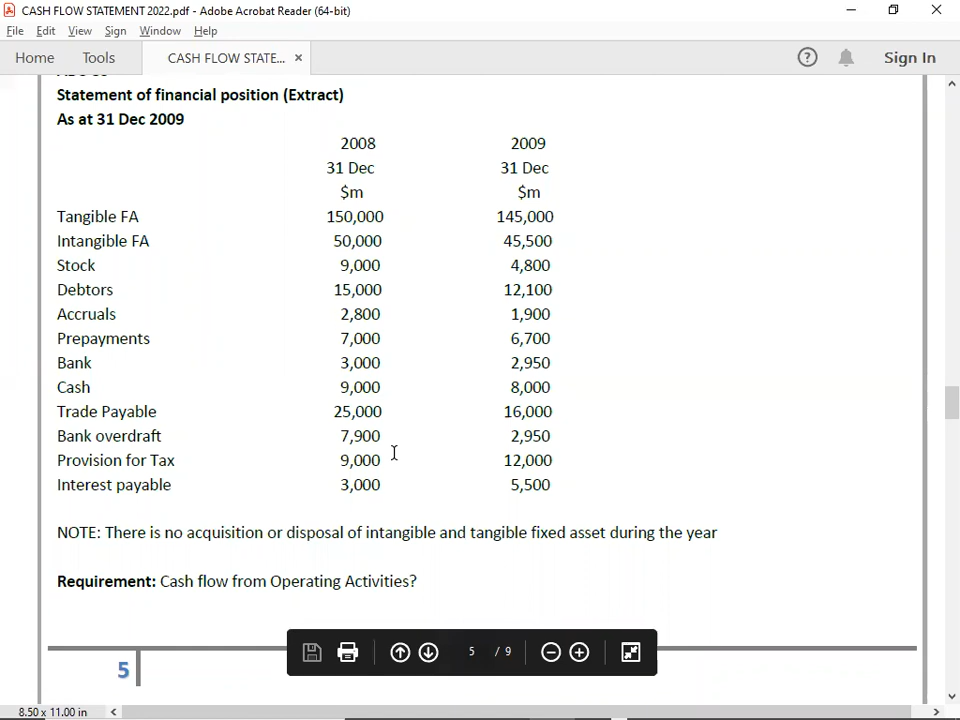 CASH FLOW STATEMENT 2022.pdf - Adobe Acrobat Reader (64-bit)
File Edit View Sign Window Help
Home Tools CASH FLOW STATE... × Sign In
Statement of financial position (Extract)
As at 31 Dec 2009
2008 2009
31 Dec 31 Dec
$m $m
Tangible FA 150,000 145,000
Intangible FA 50,000 45,500
Stock 9,000 4,800
Debtors 15,000 12,100
Accruals 2,800 1,900
Prepayments 7,000 6,700
Bank 3,000 2,950
Cash 9,000 8,000
Trade Payable 25,000 16,000
Bank overdraft 7,900 2,950
Provision for Tax 9,000 12,000
Interest payable 3,000 5,500
NOTE: There is no acquisition or disposal of intangible and tangible fixed asset during the year
Requirement: Cash flow from Operating Activities?
5 / 9
5
8.50 x 11.00 in